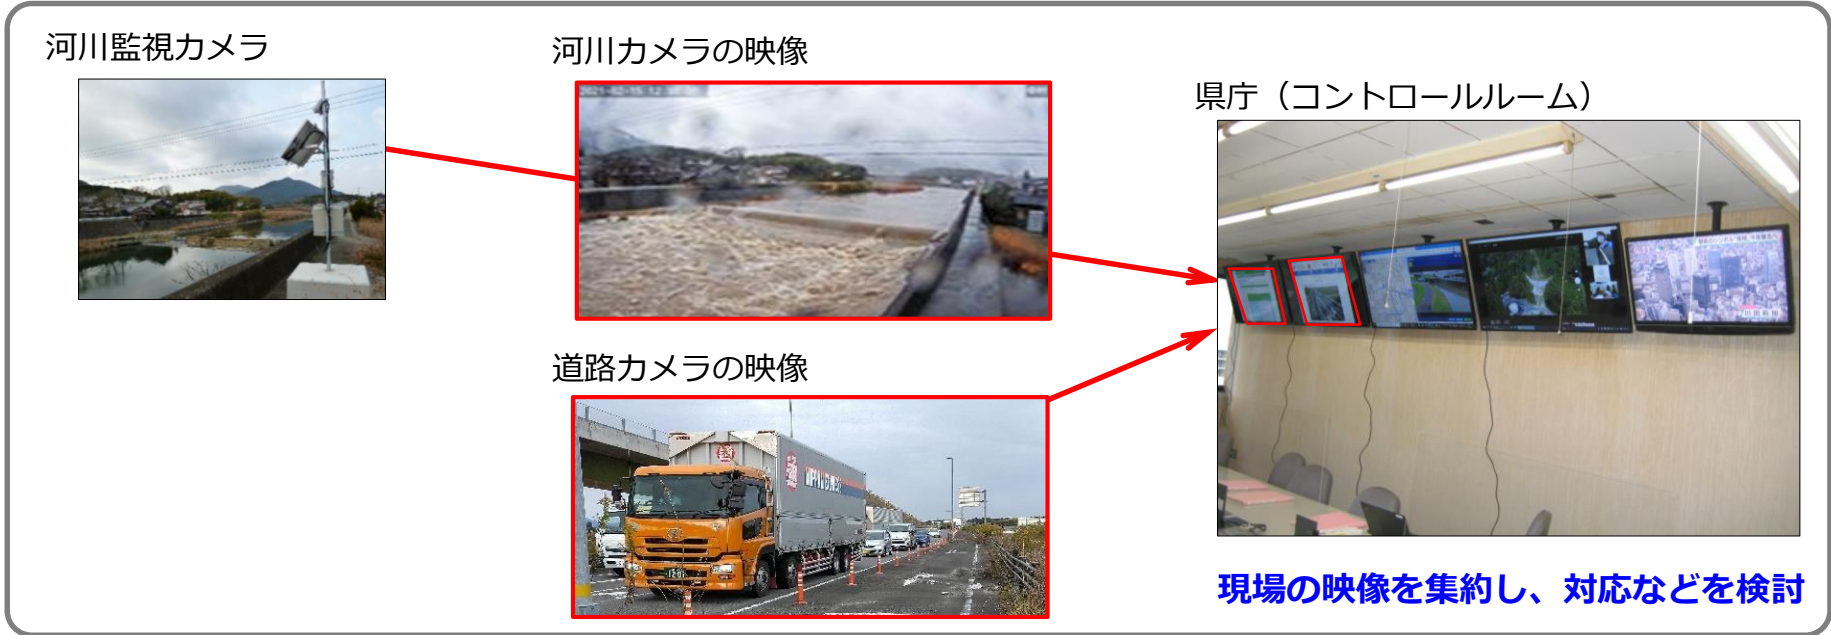 河川監視カメラ
河川カメラの映像
県庁（コントロールルーム）
道路カメラの映像
現場の映像を集約し、対応などを検討